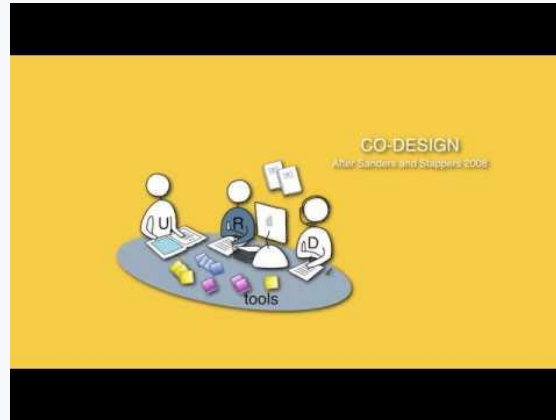 CO-DESIGN
After Sanders and Stappers 2008
U
R
D
tools